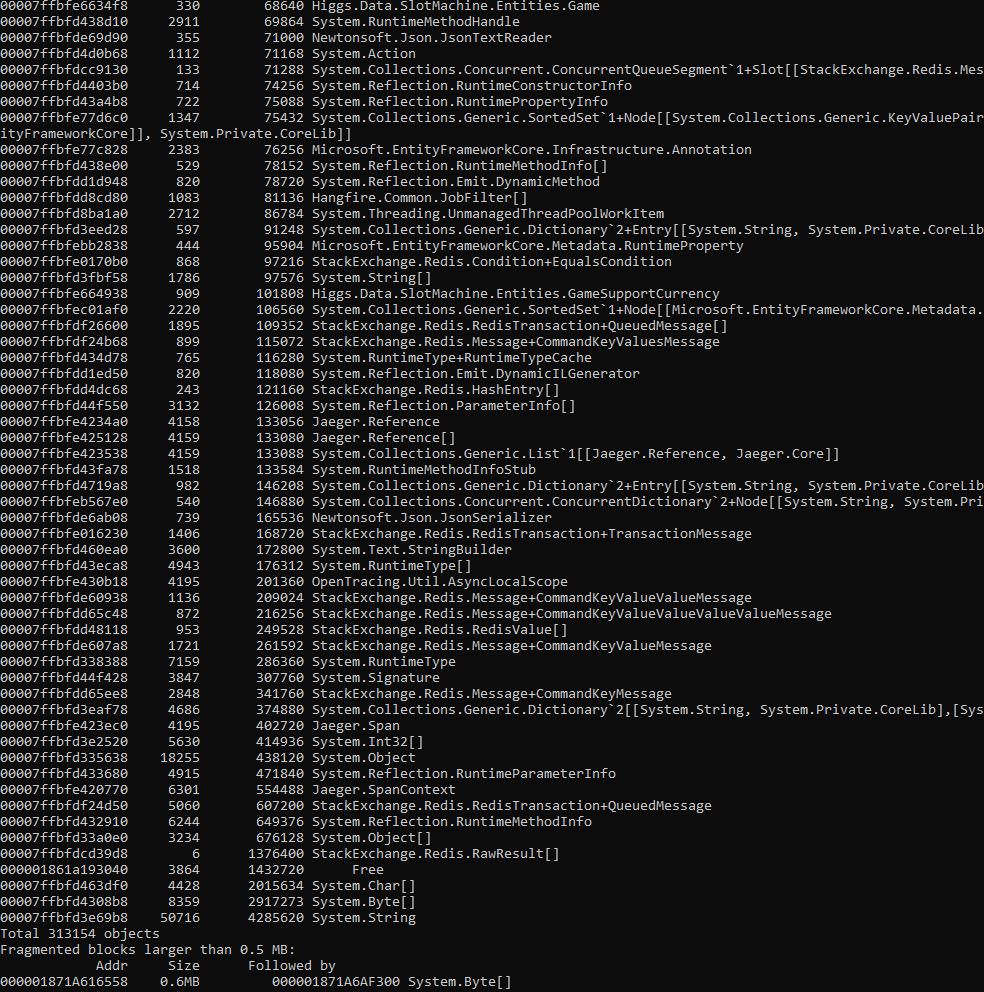 00007ffbfe6634f8      330        68640 Higgs.Data.SlotMachine.Entities.Game
00007ffbfd438d10     2911        69864 System.RuntimeMethodHandle
00007ffbfde69d90      355        71000 Newtonsoft.Json.JsonTextReader
00007ffbfd4d0b68     1112        71168 System.Action
00007ffbfdcc9130      133        71288 System.Collections.Concurrent.ConcurrentQueueSegment`1+Slot[[StackExchange.Redis.Mes
00007ffbfd4403b0      714        74256 System.Reflection.RuntimeConstructorInfo
00007ffbfd43a4b8      722        75088 System.Reflection.RuntimePropertyInfo
00007ffbfe77d6c0     1347        75432 System.Collections.Generic.SortedSet`1+Node[[System.Collections.Generic.KeyValuePair
ityFrameworkCore]], System.Private.CoreLib]]
00007ffbfe77c828     2383        76256 Microsoft.EntityFrameworkCore.Infrastructure.Annotation
00007ffbfd438e00      529        78152 System.Reflection.RuntimeMethodInfo[]
00007ffbfdd1d948      820        78720 System.Reflection.Emit.DynamicMethod
00007ffbfdd8cd80     1083        81136 Hangfire.Common.JobFilter[]
00007ffbfd8ba1a0     2712        86784 System.Threading.UnmanagedThreadPoolWorkItem
00007ffbfd3eed28      597        91248 System.Collections.Generic.Dictionary`2+Entry[[System.String, System.Private.CoreLib
00007ffbfebb2838      444        95904 Microsoft.EntityFrameworkCore.Metadata.RuntimeProperty
00007ffbfe0170b0      868        97216 StackExchange.Redis.Condition+EqualsCondition
00007ffbfd3fbf58     1786        97576 System.String[]
00007ffbfe664938      909       101808 Higgs.Data.SlotMachine.Entities.GameSupportCurrency
00007ffbfec01af0     2220       106560 System.Collections.Generic.SortedSet`1+Node[[Microsoft.EntityFrameworkCore.Metadata.
00007ffbfdf26600     1895       109352 StackExchange.Redis.RedisTransaction+QueuedMessage[]
00007ffbfdf24b68      899       115072 StackExchange.Redis.Message+CommandKeyValuesMessage
00007ffbfd434d78      765       116280 System.RuntimeType+RuntimeTypeCache
00007ffbfdd1ed50      820       118080 System.Reflection.Emit.DynamicILGenerator
00007ffbfdd4dc68      243       121160 StackExchange.Redis.HashEntry[]
00007ffbfd44f550     3132       126008 System.Reflection.ParameterInfo[]
00007ffbfe4234a0     4158       133056 Jaeger.Reference
00007ffbfe425128     4159       133080 Jaeger.Reference[]
00007ffbfe423538     4159       133088 System.Collections.Generic.List`1[[Jaeger.Reference, Jaeger.Core]]
00007ffbfd43fa78     1518       133584 System.RuntimeMethodInfoStub
00007ffbfd4719a8      982       146208 System.Collections.Generic.Dictionary`2+Entry[[System.String, System.Private.CoreLib
00007ffbfeb567e0      540       146880 System.Collections.Concurrent.ConcurrentDictionary`2+Node[[System.String, System.Pri
00007ffbfde6ab08      739       165536 Newtonsoft.Json.JsonSerializer
00007ffbfe016230     1406       168720 StackExchange.Redis.RedisTransaction+TransactionMessage
00007ffbfd460ea0     3600       172800 System.Text.StringBuilder
00007ffbfd43eca8     4943       176312 System.RuntimeType[]
00007ffbfe430b18     4195       201360 OpenTracing.Util.AsyncLocalScope
00007ffbfde60938     1136       209024 StackExchange.Redis.Message+CommandKeyValueValueMessage
00007ffbfdd65c48      872       216256 StackExchange.Redis.Message+CommandKeyValueValueValueValueMessage
00007ffbfdd48118      953       249528 StackExchange.Redis.RedisValue[]
00007ffbfde607a8     1721       261592 StackExchange.Redis.Message+CommandKeyValueMessage
00007ffbfd338388     7159       286360 System.RuntimeType
00007ffbfd44f428     3847       307760 System.Signature
00007ffbfdd65ee8     2848       341760 StackExchange.Redis.Message+CommandKeyMessage
00007ffbfd3eaf78     4686       374880 System.Collections.Generic.Dictionary`2[[System.String, System.Private.CoreLib],[Sys
00007ffbfe423ec0     4195       402720 Jaeger.Span
00007ffbfd3e2520     5630       414936 System.Int32[]
00007ffbfd335638    18255       438120 System.Object
00007ffbfd433680     4915       471840 System.Reflection.RuntimeParameterInfo
00007ffbfe420770     6301       554488 Jaeger.SpanContext
00007ffbfdf24d50     5060       607200 StackExchange.Redis.RedisTransaction+QueuedMessage
00007ffbfd432910     6244       649376 System.Reflection.RuntimeMethodInfo
00007ffbfd33a0e0     3234       676128 System.Object[]
00007ffbfdcd39d8        6      1376400 StackExchange.Redis.RawResult[]
000001861a193040     3864      1432720      Free
00007ffbfd463df0     4428      2015634 System.Char[]
00007ffbfd4308b8     8359      2917273 System.Byte[]
00007ffbfd3e69b8    50716      4285620 System.String
Total 313154 objects
Fragmented blocks larger than 0.5 MB:
            Addr     Size      Followed by
000001871A616558    0.6MB         000001871A6AF300 System.Byte[]